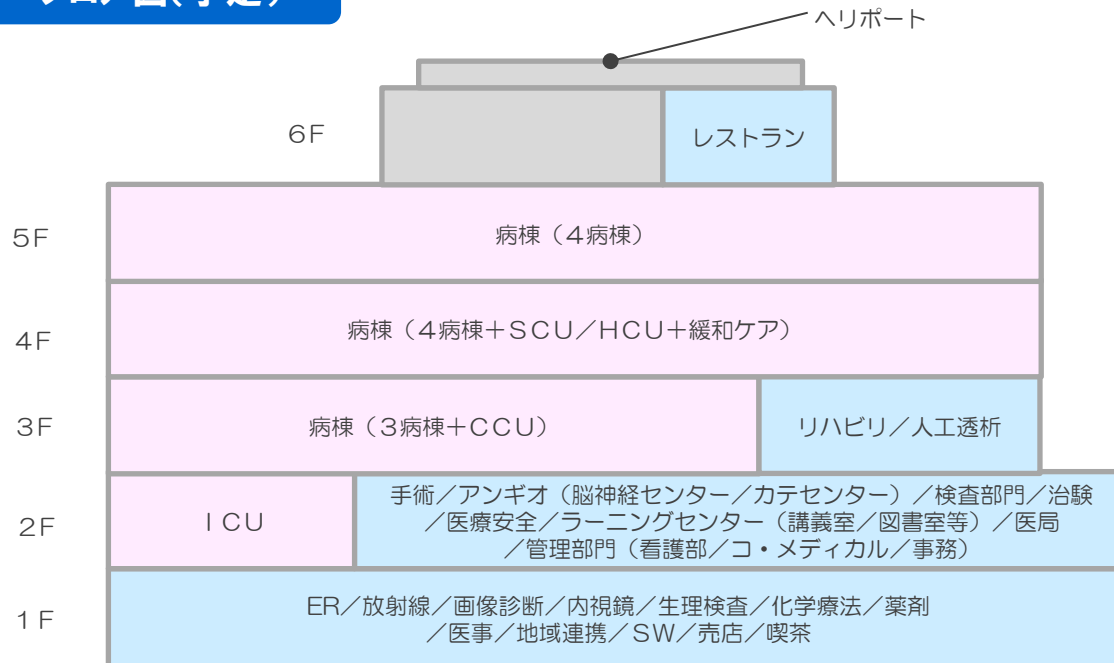 ヘリポート
6F
レストラン
5F
病棟(4病棟)
4F
病棟(4病棟+SCU/HCU+緩和ケア)
3F
病棟(3病棟+CCU)
リハビリ/人工透析
2F
ICU
手術/アンギオ(脳神経センター/カテセンター)/検査部門/治験
/医療安全/ラーニングセンター(講義室/図書室等)/医局
/管理部門(看護部/コ・メディカル/事務)
1F
ER/放射線/画像診断/内視鏡/生理検査/化学療法/薬剤
/医事/地域連携/SW/売店/喫茶